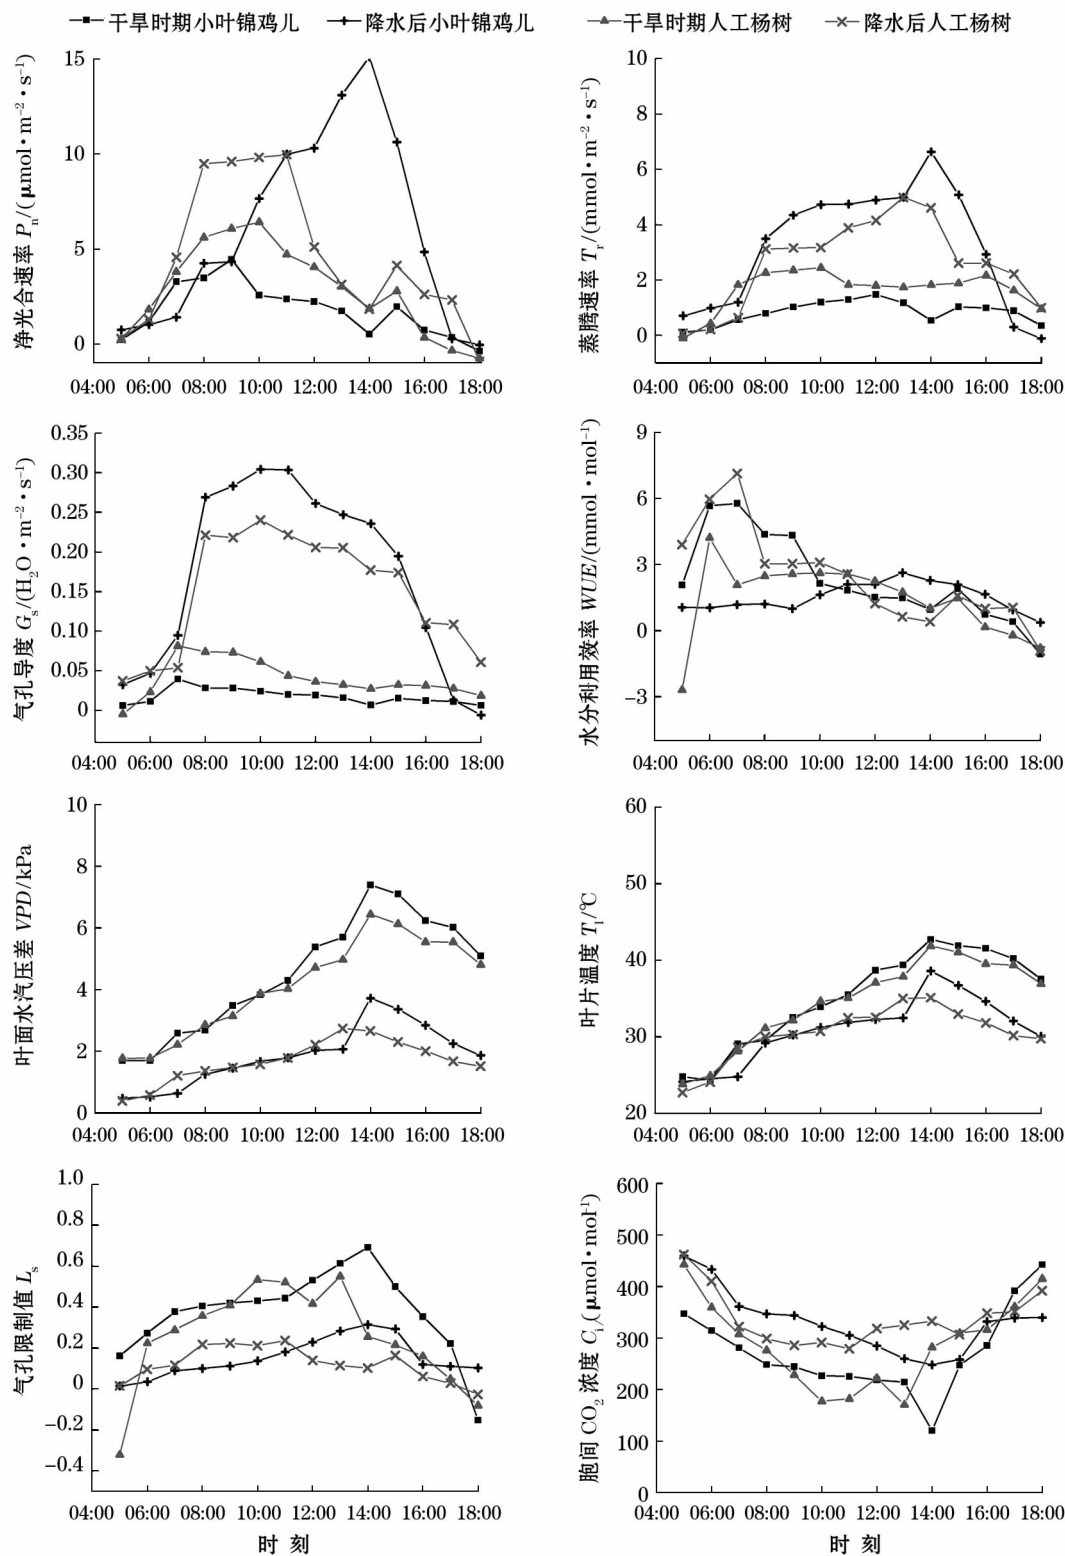 干旱时期小叶锦鸡儿 降水后小叶锦鸡儿 干旱时期人工杨树 降水后人工杨树
净光合速率 Pn/(μmol·m⁻²·s⁻¹)
15
10
5
0
04:00 06:00 08:00 10:00 12:00 14:00 16:00 18:00
蒸腾速率 Tr/(mmol·m⁻²·s⁻¹)
10
8
6
4
2
0
04:00 06:00 08:00 10:00 12:00 14:00 16:00 18:00
气孔导度 Gs/(H₂O·m⁻²·s⁻¹)
0.35
0.30
0.25
0.20
0.15
0.10
0.05
0
04:00 06:00 08:00 10:00 12:00 14:00 16:00 18:00
水分利用效率 WUE/(mmol·mol⁻¹)
9
6
3
0
-3
04:00 06:00 08:00 10:00 12:00 14:00 16:00 18:00
叶面水汽压差 VPD/kPa
10
8
6
4
2
0
04:00 06:00 08:00 10:00 12:00 14:00 16:00 18:00
叶片温度 Tl/℃
60
50
40
30
20
04:00 06:00 08:00 10:00 12:00 14:00 16:00 18:00
气孔限制值 Ls
1.0
0.8
0.6
0.4
0.2
0
-0.2
-0.4
04:00 06:00 08:00 10:00 12:00 14:00 16:00 18:00
时 刻
胞间 CO₂ 浓度 Ci/(μmol·mol⁻¹)
600
500
400
300
200
100
0
04:00 06:00 08:00 10:00 12:00 14:00 16:00 18:00
时 刻